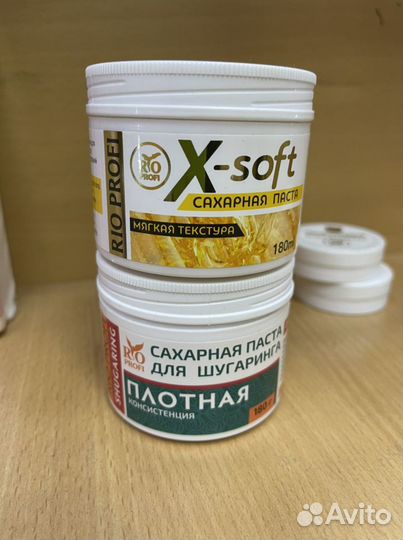 RIO PROFI
RIO
PROFI
X-soft
САХАРНАЯ ПАСТА
МЯГКАЯ ТЕКСТУРА
180ml
SHUGARING
RIO
PROFI
САХАРНАЯ ПАСТА
ДЛЯ ШУГАРИНГА
ПЛОТНАЯ
КОНСИСТЕНЦИЯ
180 г
Avito